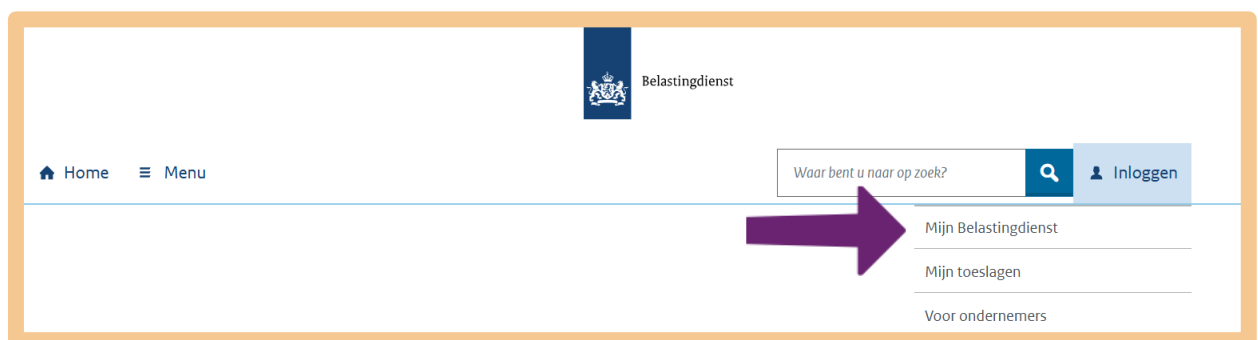 Belastingdienst
Home
Menu
Waar bent u naar op zoek?
Inloggen
Mijn Belastingdienst
Mijn toeslagen
Voor ondernemers